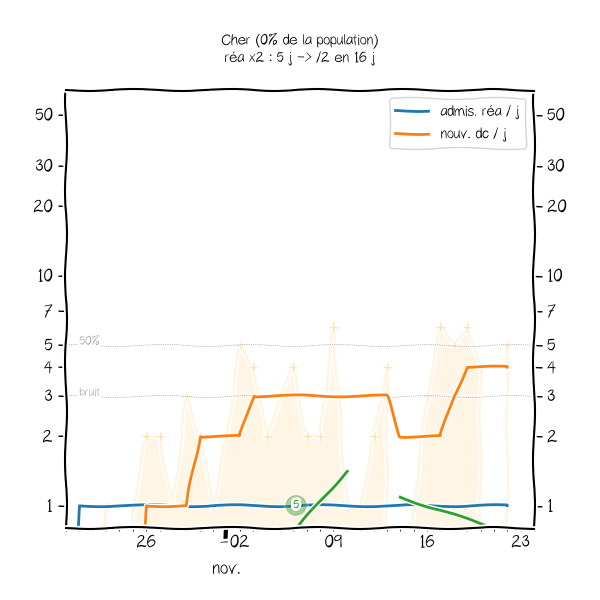 Cher (0% de la population)
réa x2 : 5 j -> /2 en 16 j
admis. réa / j
nouv. dc / j
50 50
30 30
20 20
10 10
7 7
50%
5 5
4 4
bruit
3 3
2 2
5
1 1
26 02 09 16 23
nov.